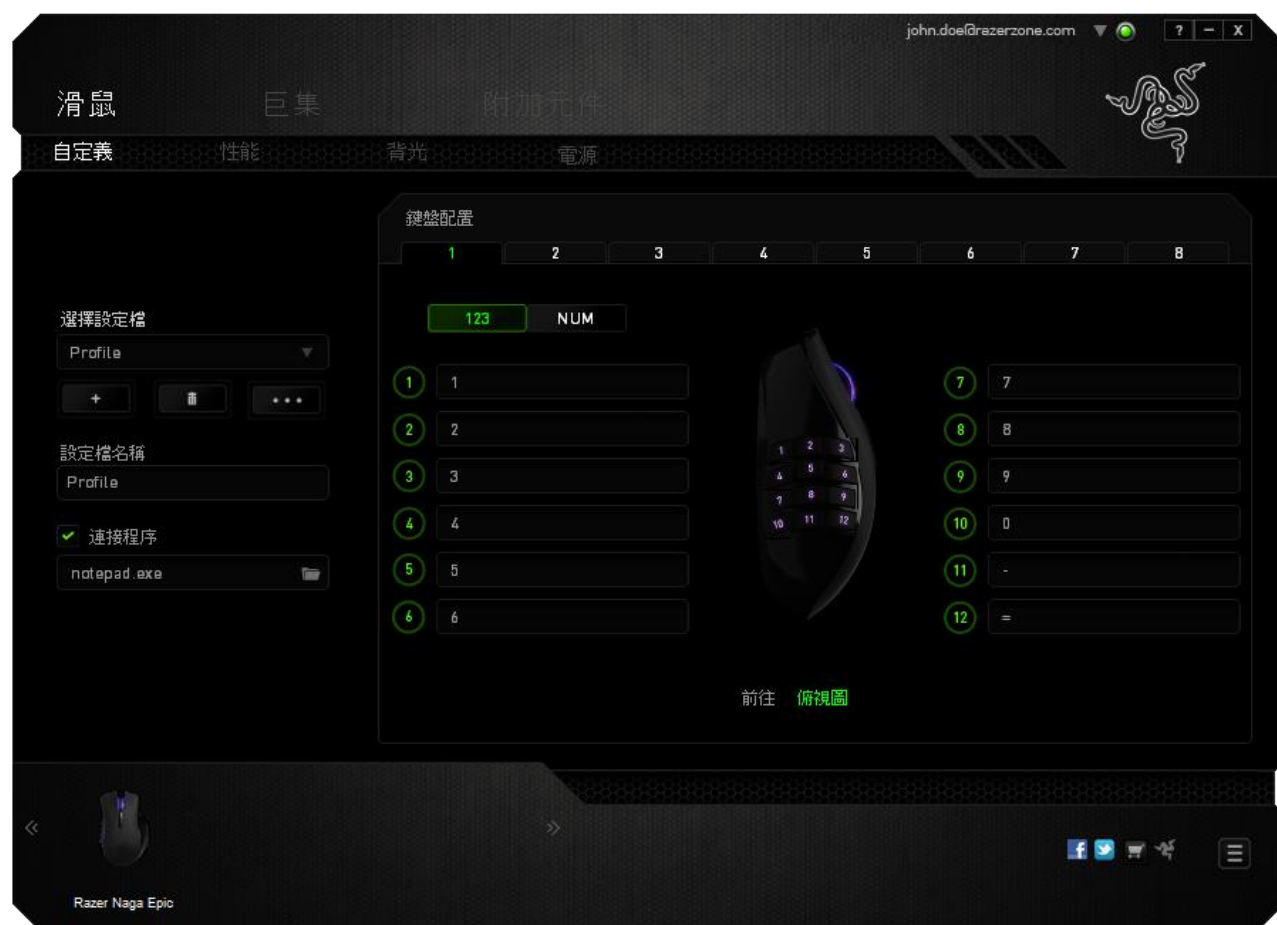 john.doe@razerzone.com ? - X
滑鼠 巨集 附加元件
自定義 性能 背光 電源
鍵盤配置
1 2 3 4 5 6 7 8
選擇設定檔
123 NUM
Profile
1 1
7 7
+ ...
2 2
8 8
設定檔名稱
Profile
3 3
9 9
4 4
10 0
連接程序
notepad.exe
5 5
11 -
6 6
12 =
1 2 3
4 5 6
7 8 9
10 11 12
前往 俯視圖
« »
f
Razer Naga Epic